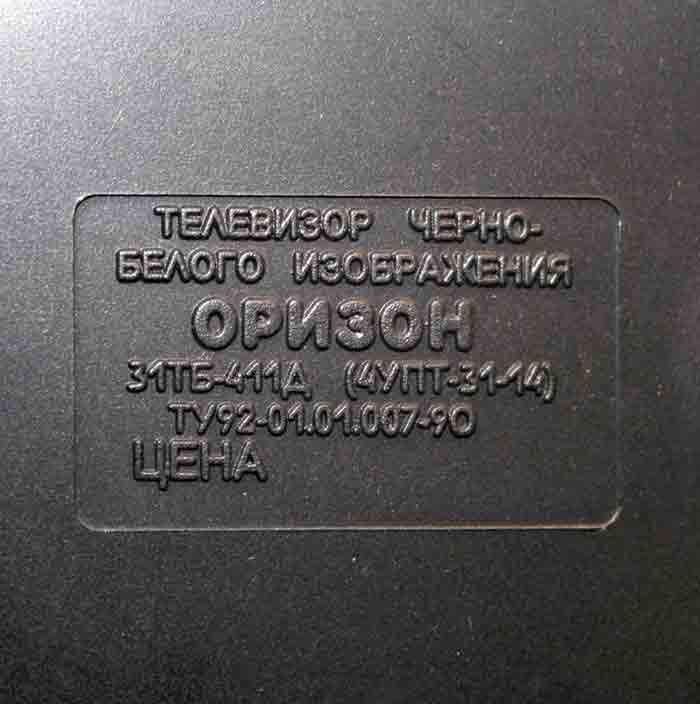 ТЕЛЕВИЗОР ЧЕРНО-
БЕЛОГО ИЗОБРАЖЕНИЯ
ОРИЗОН
31ТБ-411Д (4УПТ-31-14)
ТУ92-01.01.007-90
ЦЕНА